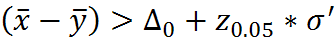 (x̄ − ȳ) > Δ₀ + z₀.₀₅ * σ′